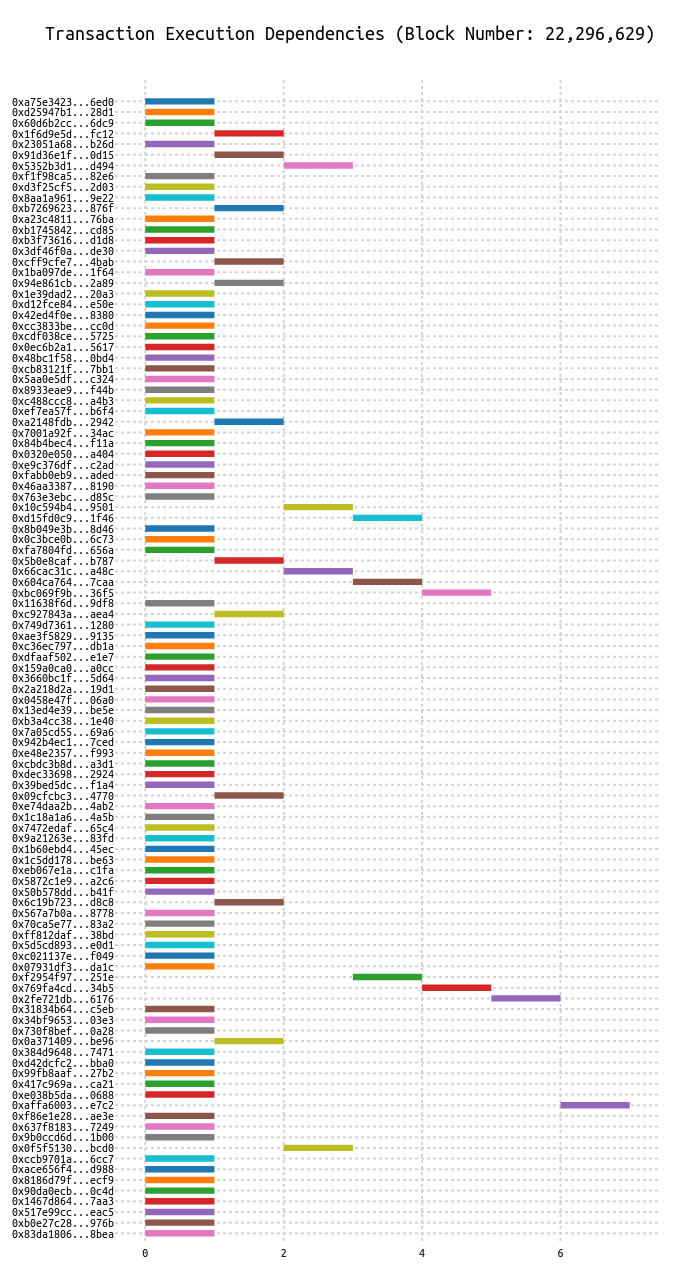 Transaction Execution Dependencies (Block Number: 22,296,629)
0xa75e3423...6ed0
0xd25947b1...28d1
0x60d6b2cc...6dc9
0x1f6d9e5d...fc12
0x23051a68...b26d
0x91d36e1f...0d15
0x5352b3d1...d494
0xf1f98ca5...82e6
0xd3f25cf5...2d03
0x8aa1a961...9e22
0xb7269623...876f
0xa23c4811...76ba
0xb1745842...cd85
0xb3f73616...d1d8
0x3df46f0a...de30
0xcff9cfe7...4bab
0x1ba097de...1f64
0x94e861cb...2a89
0x1e39dad2...20a3
0xd12fce84...e50e
0x42ed4f0e...8380
0xcc3833be...cc0d
0xcdf038ce...5725
0x0ec6b2a1...5617
0x48bc1f58...0bd4
0xcb83121f...7bb1
0x5aa0e5df...c324
0x8933eae9...f44b
0xc488ccc8...a4b3
0xef7ea57f...b6f4
0xa2148fdb...2942
0x7001a92f...34ac
0x84b4bec4...f11a
0x0320e050...a404
0xe9c376df...c2ad
0xfabb0eb9...aded
0x46aa3387...8190
0x763e3ebc...d85c
0x10c594b4...9501
0xd15fd0c9...1f46
0x8b049e3b...8d46
0x0c3bce0b...6c73
0xfa7804fd...656a
0x5b0e8caf...b787
0x66cac31c...a48c
0x604ca764...7caa
0xbc069f9b...36f5
0x11638f6d...9df8
0xc927843a...aea4
0x749d7361...1280
0xae3f5829...9135
0xc36ec797...db1a
0xdfaaf502...e1e7
0x159a0ca0...a0cc
0x3660bc1f...5d64
0x2a218d2a...19d1
0x0458e47f...06a0
0x13ed4e39...be5e
0xb3a4cc38...1e40
0x7a05cd55...69a6
0x942b4ec1...7ced
0xe48e2357...f993
0xcbdc3b8d...a3d1
0xdec33698...2924
0x39bed5dc...f1a4
0x09cfcbc3...4770
0xe74daa2b...4ab2
0x1c18a1a6...4a5b
0x7472edaf...65c4
0x9a21263e...83fd
0x1b60ebd4...45ec
0x1c5dd178...be63
0xeb067e1a...c1fa
0x5872c1e9...a2c6
0x50b578dd...b41f
0x6c19b723...d8c8
0x567a7b0a...8778
0x70ca5e77...83a2
0xff812daf...38bd
0x5d5cd893...e0d1
0xc021137e...f049
0x07931df3...da1c
0xf2954f97...251e
0x769fa4cd...34b5
0x2fe721db...6176
0x31834b64...c5eb
0x34bf9653...03e3
0x730f8bef...0a28
0x0a371409...be96
0x384d9648...7471
0xd42dcfc2...bba0
0x99fb8aaf...27b2
0x417c969a...ca21
0xe038b5da...0688
0xaffa6003...e7c2
0xf86e1e28...ae3e
0x637f8183...7249
0x9b0ccd6d...1b00
0x0f5f5130...bcd0
0xccb9701a...6cc7
0xace656f4...d988
0x8186d79f...ecf9
0x90da0ecb...0c4d
0x1467d864...7aa3
0x517e99cc...eac5
0xb0e27c28...976b
0x83da1806...8bea
0 2 4 6